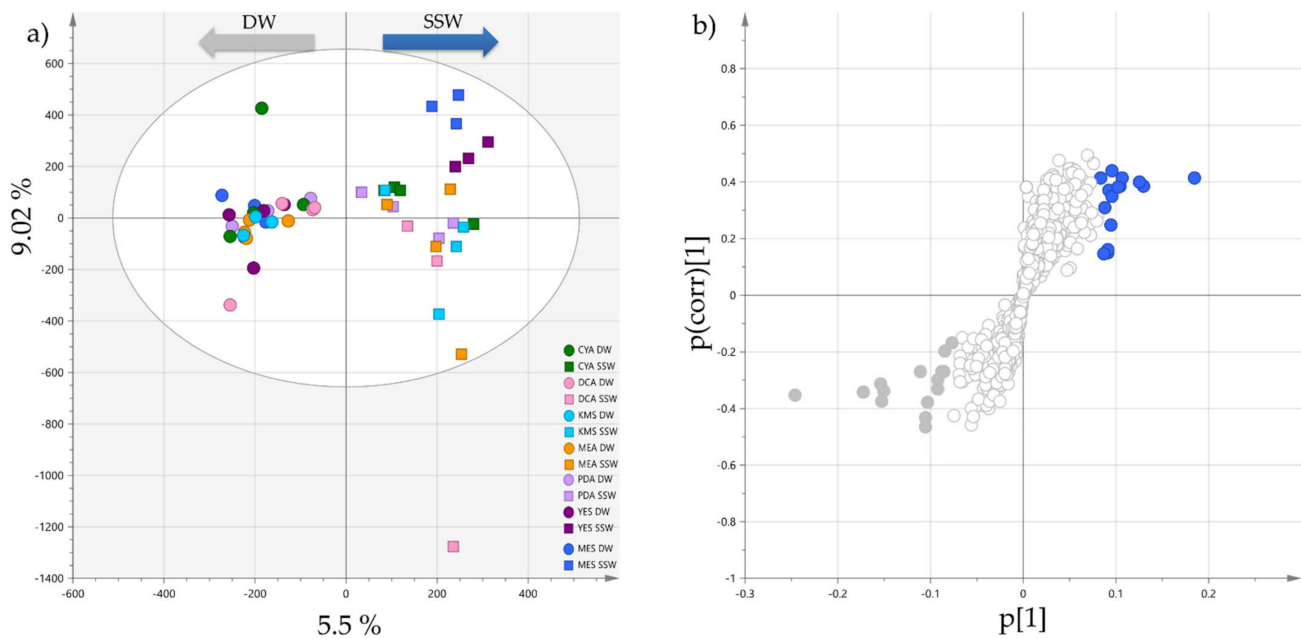 a)
DW
SSW
600
400
200
0
-200
-400
-600
-800
-1000
-1200
-1400
-600
-400
-200
0
200
400
9.02 %
5.5 %
CYA DW
CYA SSW
DCA DW
DCA SSW
KMS DW
KMS SSW
MEA DW
MEA SSW
PDA DW
PDA SSW
YES DW
YES SSW
MES DW
MES SSW
b)
0.8
0.6
0.4
0.2
0
-0.2
-0.4
-0.6
-0.8
-1
-0.3
-0.2
-0.1
0
0.1
0.2
p(corr)[1]
p[1]